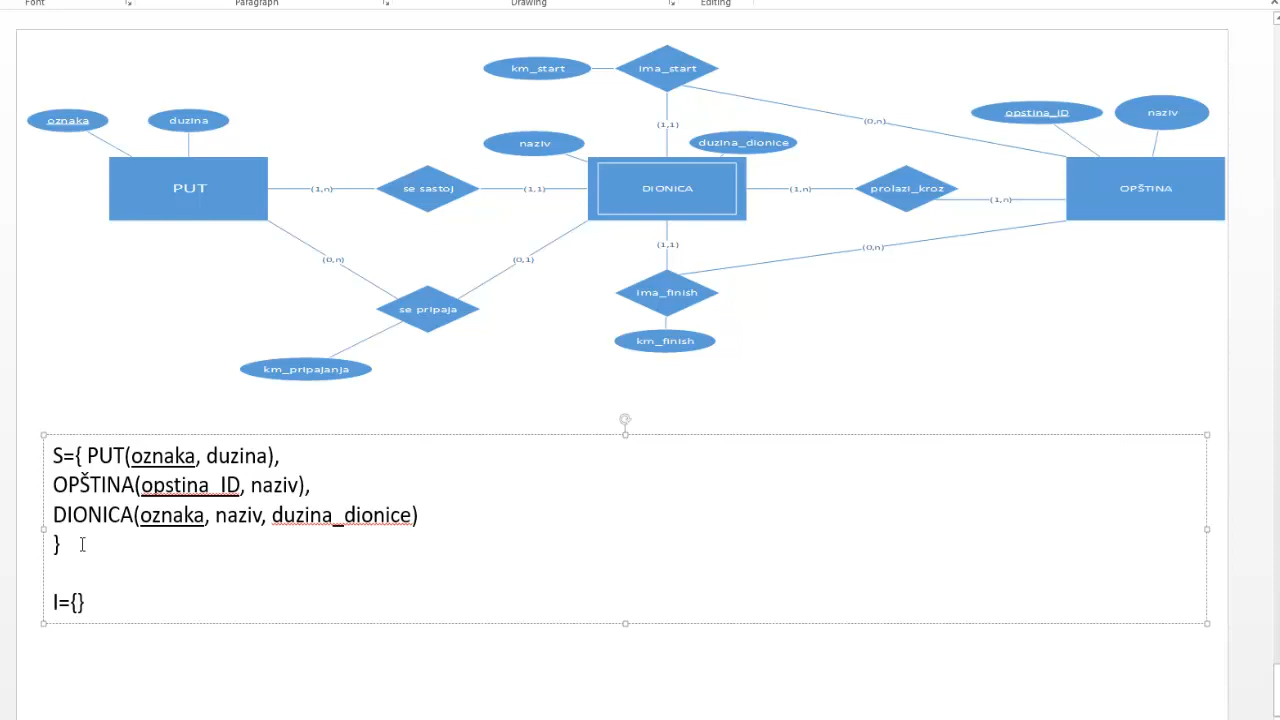 Font Paragraph Drawing Editing
km_start
ima_start
oznaka
duzina
(0,n)
opstina_ID
naziv
(1,1)
naziv
duzina_dionice
PUT
(1,n)
se sastoj
(1,1)
DIONICA
(1,n)
prolazi_kroz
(1,n)
OPŠTINA
(0,n)
(0,1)
(1,1)
(0,n)
se pripaja
ima_finish
km_finish
km_pripajanja
S={ PUT(oznaka, duzina),
OPŠTINA(opstina_ID, naziv),
DIONICA(oznaka, naziv, duzina_dionice)
}
I={}